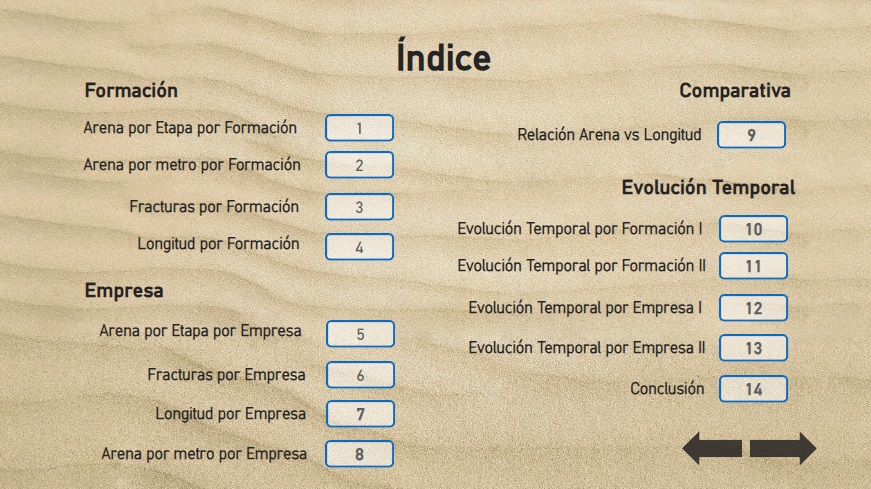 Índice
Formación
Arena por Etapa por Formación 1
Arena por metro por Formación 2
Fracturas por Formación 3
Longitud por Formación 4
Empresa
Arena por Etapa por Empresa 5
Fracturas por Empresa 6
Longitud por Empresa 7
Arena por metro por Empresa 8
Comparativa
Relación Arena vs Longitud 9
Evolución Temporal
Evolución Temporal por Formación I 10
Evolución Temporal por Formación II 11
Evolución Temporal por Empresa I 12
Evolución Temporal por Empresa II 13
Conclusión 14